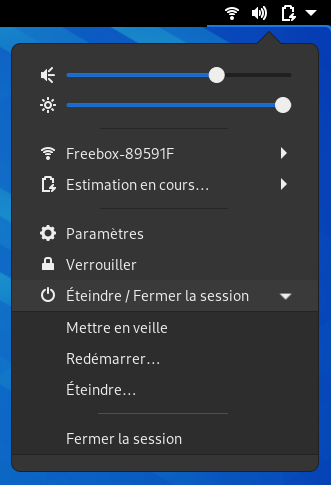 Freebox-89591F
Estimation en cours…
Paramètres
Verrouiller
Éteindre / Fermer la session
Mettre en veille
Redémarrer…
Éteindre…
Fermer la session